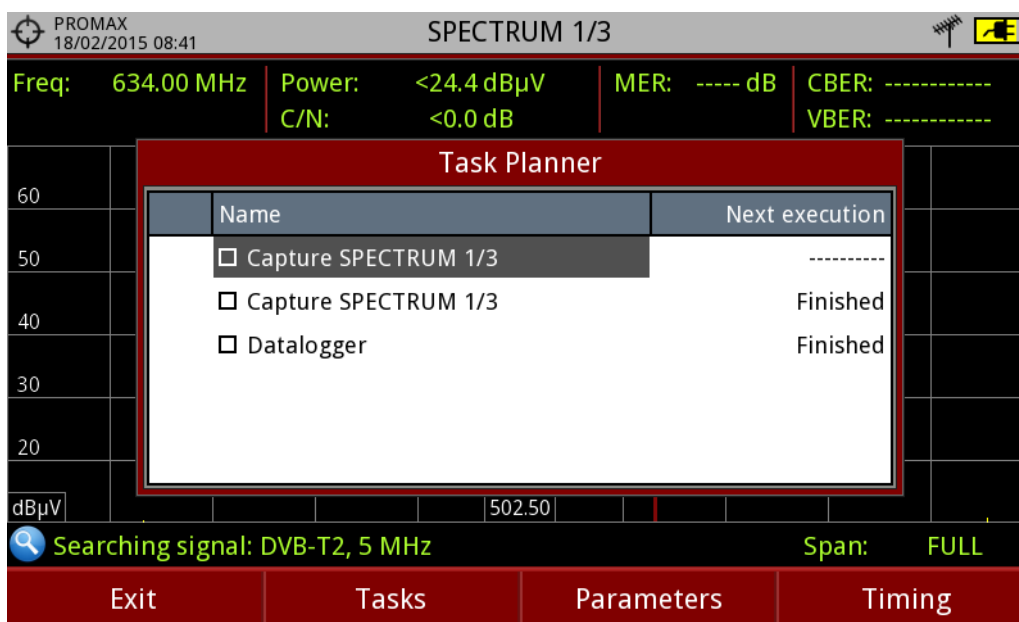 PROMAX
18/02/2015 08:41
SPECTRUM 1/3
Freq: 634.00 MHz Power: <24.4 dBµV MER: ----- dB CBER: ------------
C/N: <0.0 dB VBER: ------------
Task Planner
Name Next execution
Capture SPECTRUM 1/3 ----------
Capture SPECTRUM 1/3 Finished
Datalogger Finished
60
50
40
30
20
dBµV 502.50
Searching signal: DVB-T2, 5 MHz Span: FULL
Exit Tasks Parameters Timing